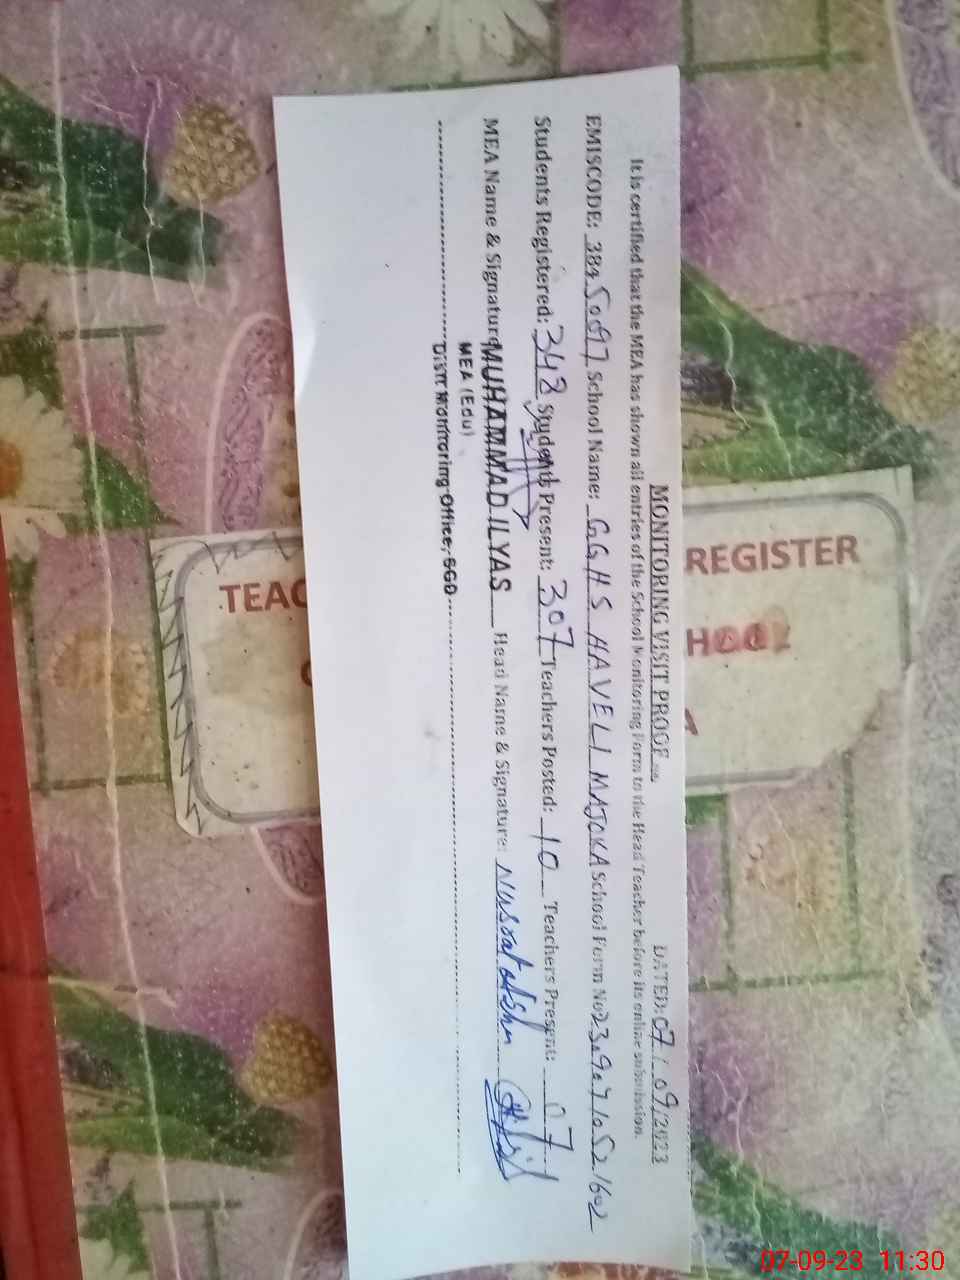 MONITORING VISIT PROOF
DATED: 07/09/2023
It is certified that the MEA has shown all entries of the School Monitoring Form to the Head Teacher before its online submission.
EMISCODE: 38450097 School Name: GGHS HAVELI MAJOKA School Form No
Students Registered: 348 Students Present: 307 Teachers Posted: 10 Teachers Present: 07
MEA Name & Signature MUHAMMAD ILYAS Head Name & Signature: Nusrat
MEA (Edu)
Distt Monitoring Office, SGD
REGISTER
07-09-23 11:30